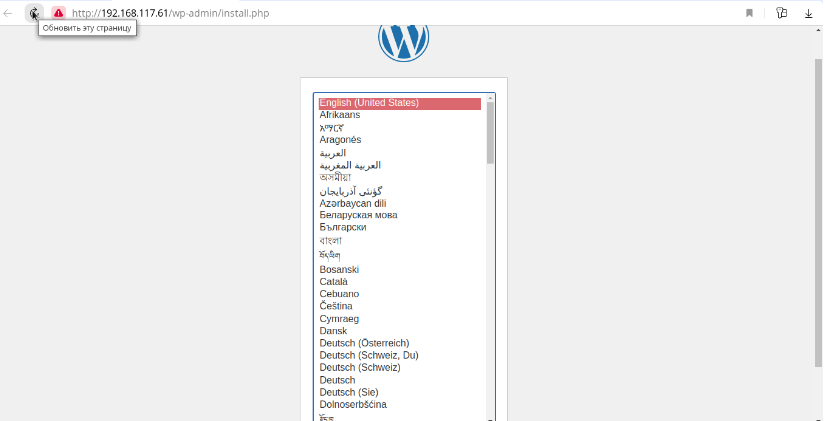 http://192.168.117.61/wp-admin/install.php
Обновить эту страницу
English (United States)
Afrikaans
አማርኛ
Aragonés
العربية
العربية المغربية
অসমীয়া
گؤنئی آذربایجان
Azərbaycan dili
Беларуская мова
Български
বাংলা
བོད་ཡིག
Bosanski
Català
Cebuano
Čeština
Cymraeg
Dansk
Deutsch (Österreich)
Deutsch (Schweiz, Du)
Deutsch (Schweiz)
Deutsch
Deutsch (Sie)
Dolnoserbšćina